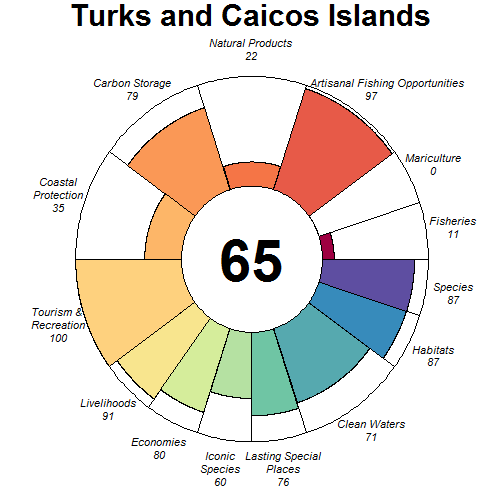 Turks and Caicos Islands
Natural Products
22
Carbon Storage
79
Artisanal Fishing Opportunities
97
Mariculture
0
Coastal
Protection
35
Fisheries
11
65
Species
87
Tourism &
Recreation
100
Habitats
87
Livelihoods
91
Clean Waters
71
Economies
80
Iconic
Species
60
Lasting Special
Places
76